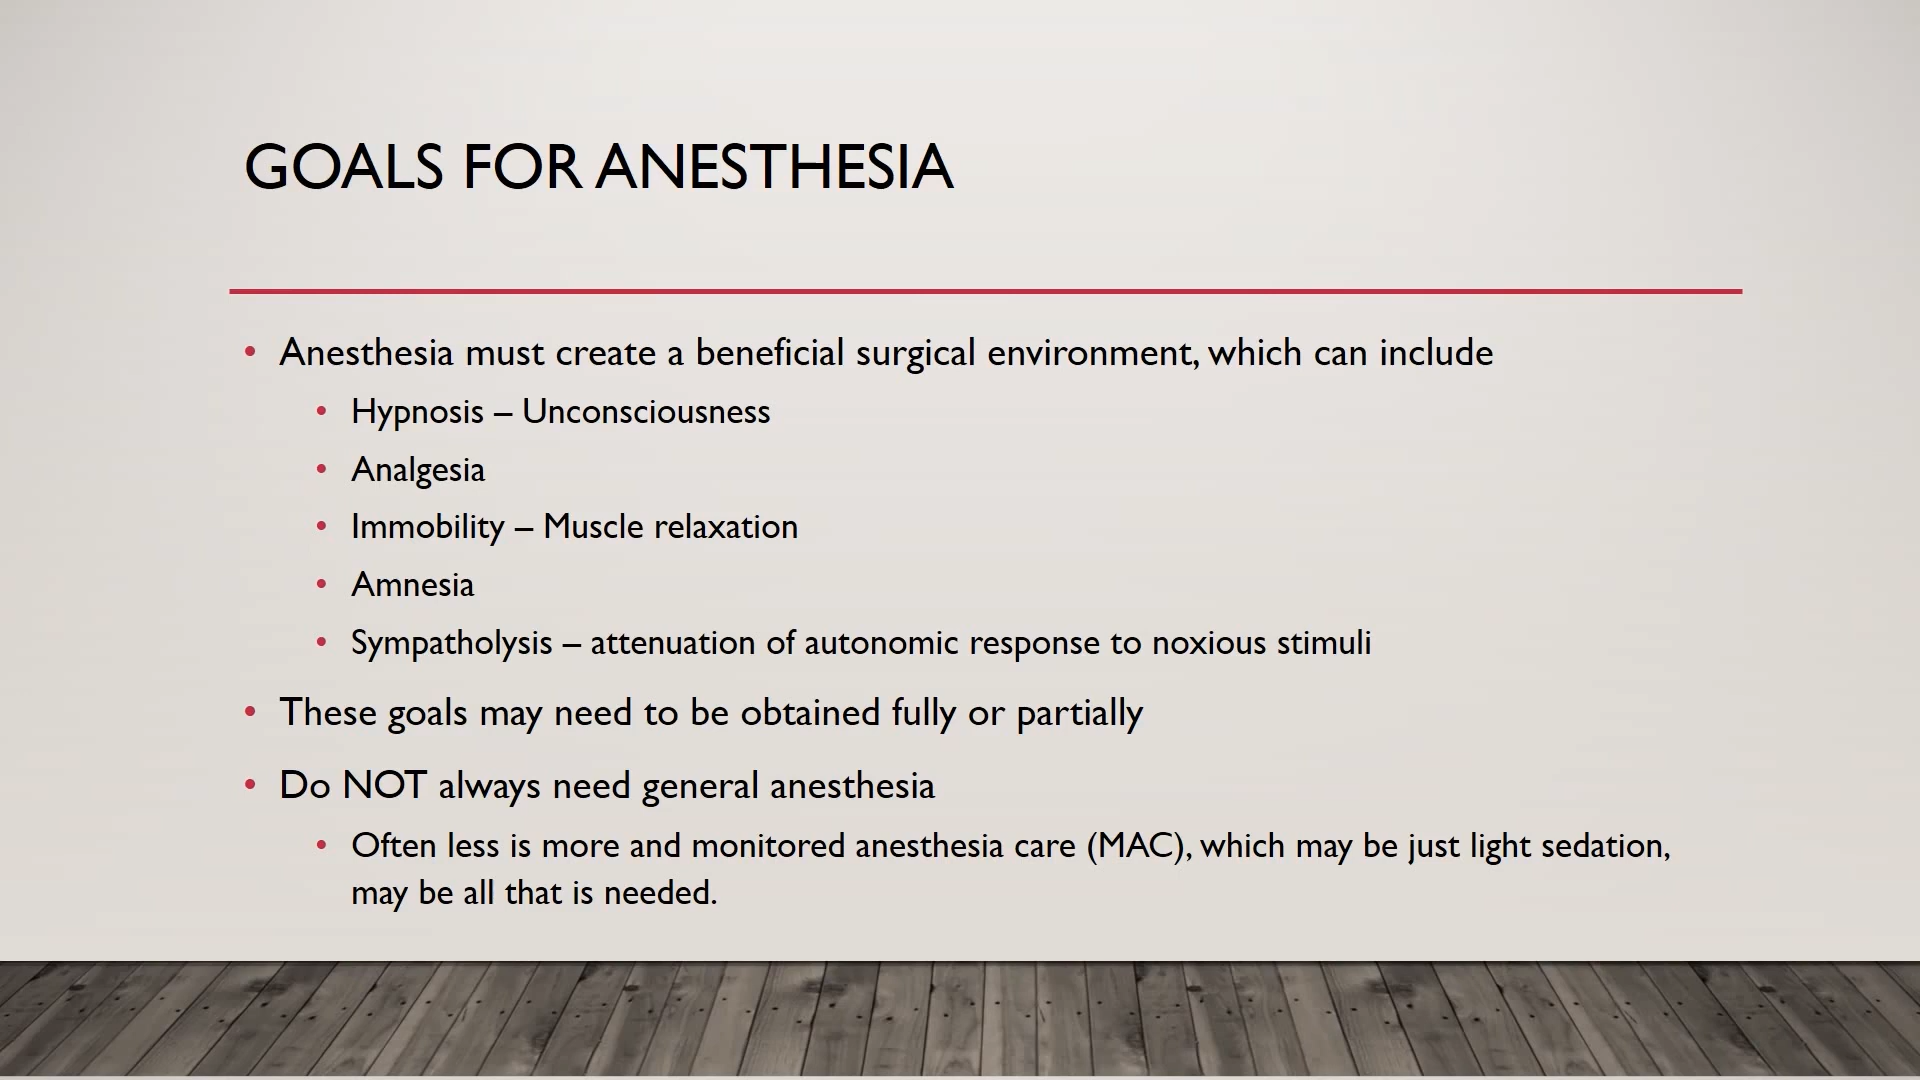 GOALS FOR ANESTHESIA
• Anesthesia must create a beneficial surgical environment, which can include
• Hypnosis – Unconsciousness
• Analgesia
• Immobility – Muscle relaxation
• Amnesia
• Sympatholysis – attenuation of autonomic response to noxious stimuli
• These goals may need to be obtained fully or partially
• Do NOT always need general anesthesia
• Often less is more and monitored anesthesia care (MAC), which may be just light sedation,
may be all that is needed.